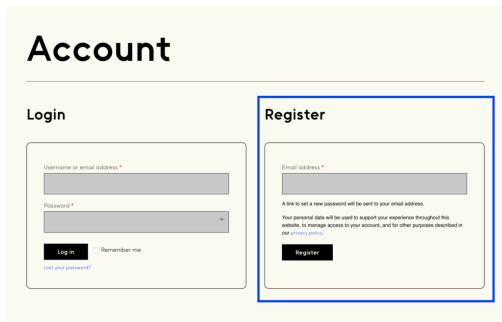 Account
Login
Username or email address *
Password *
Log in
Remember me
Lost your password?
Register
Email address *
A link to set a new password will be sent to your email address.
Your personal data will be used to support your experience throughout this
website, to manage access to your account, and for other purposes described in
our privacy policy.
Register